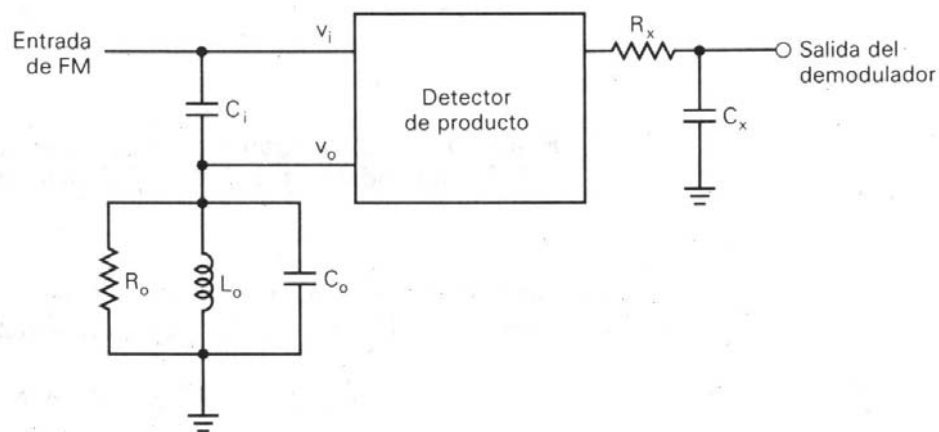 Entrada
de FM
v_i
C_i
v_o
Detector
de producto
R_x
C_x
Salida del
demodulador
R_o
L_o
C_o